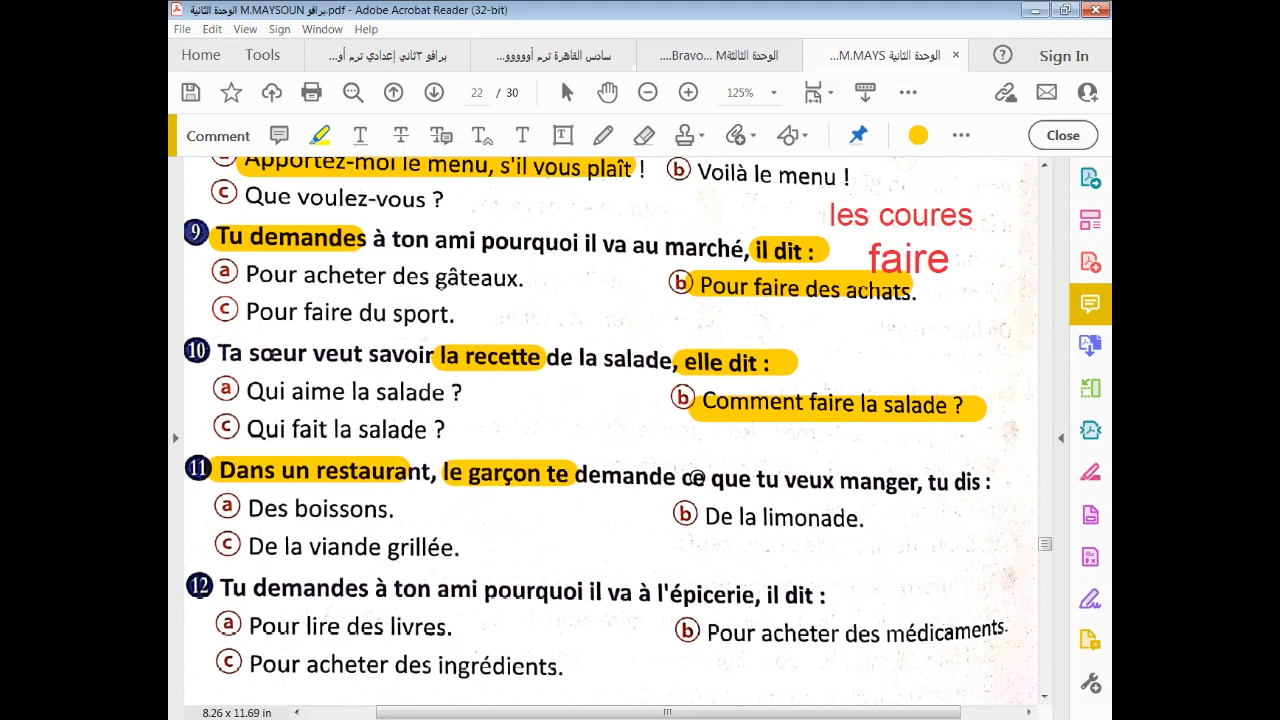 الوحدة الثانية M.MAYSOUN برافو.pdf - Adobe Acrobat Reader (32-bit)
File Edit View Sign Window Help
Home Tools برافو ٣ثاني إعدادي ترم أو... سادس القاهرة ترم أووووو... الوحدة الثالثةBravo... M... الوحدة الثانية M.MAYS... × Sign In
22 / 30 125%
Comment Close
a Apportez-moi le menu, s'il vous plaît ! b Voilà le menu !
c Que voulez-vous ?
les coures
9 Tu demandes à ton ami pourquoi il va au marché, il dit :
faire
a Pour acheter des gâteaux. b Pour faire des achats.
c Pour faire du sport.
10 Ta sœur veut savoir la recette de la salade, elle dit :
a Qui aime la salade ? b Comment faire la salade ?
c Qui fait la salade ?
11 Dans un restaurant, le garçon te demande ce que tu veux manger, tu dis :
a Des boissons. b De la limonade.
c De la viande grillée.
12 Tu demandes à ton ami pourquoi il va à l'épicerie, il dit :
a Pour lire des livres. b Pour acheter des médicaments.
c Pour acheter des ingrédients.
8.26 x 11.69 in